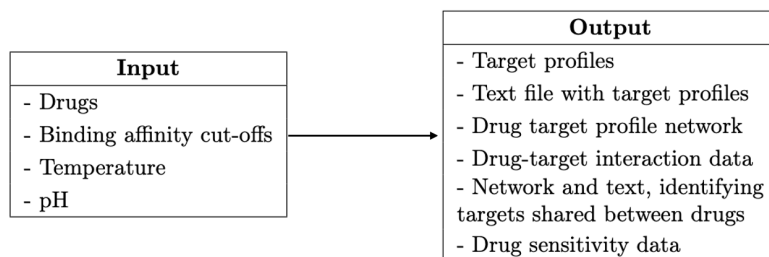 Input
- Drugs
- Binding affinity cut-offs
- Temperature
- pH
Output
- Target profiles
- Text file with target profiles
- Drug target profile network
- Drug-target interaction data
- Network and text, identifying
targets shared between drugs
- Drug sensitivity data